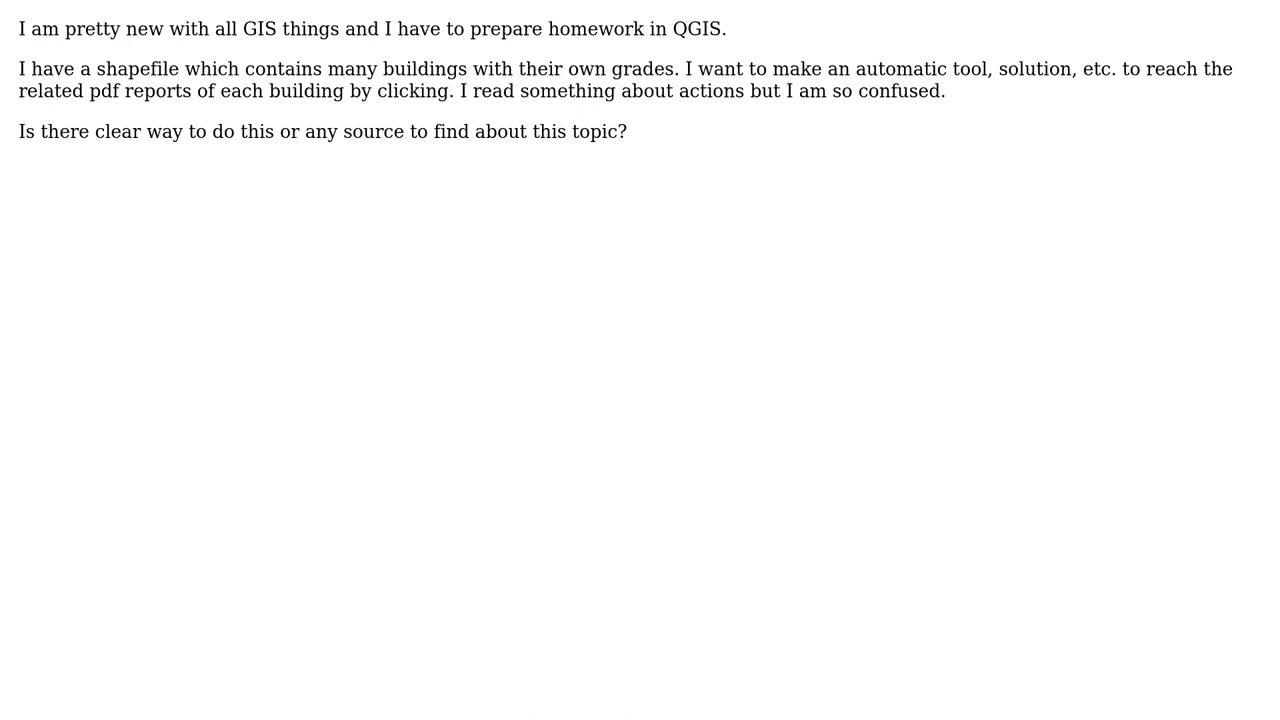 I am pretty new with all GIS things and I have to prepare homework in QGIS.
I have a shapefile which contains many buildings with their own grades. I want to make an automatic tool, solution, etc. to reach the
related pdf reports of each building by clicking. I read something about actions but I am so confused.
Is there clear way to do this or any source to find about this topic?